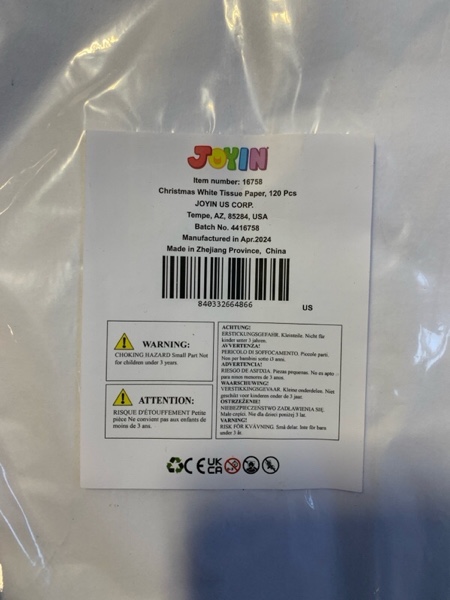 JOYIN
Item number: 16758
Christmas White Tissue Paper, 120 Pcs
JOYIN US CORP.
Tempe, AZ, 85284, USA
Batch No. 4416758
Manufactured in Apr.2024
Made in Zhejiang Province, China
840332664866
US
WARNING:
CHOKING HAZARD Small Part Not
for children under 3 years.
ATTENTION:
RISQUE D'ÉTOUFFEMENT Petite
pièce Ne convient pas aux enfants de
moins de 3 ans.
ACHTUNG!
ERSTICKUNGSGEFAHR. Kleinteile. Nicht für
kinder unter 3 jahren.
AVVERTENZA!
PERICOLO DI SOFFOCAMENTO. Piccole parti.
Non per bambini sotto i3 anni.
ADVERTENCIA!
RIESGO DE ASFIXIA. Piezas pequenas. No es apto
para ninos menores de 3 anos.
WAARSCHUWING!
VERSTIKKINGSGEVAAR. Kleine onderdelen. Niet
geschikt voor kinderen onder de 3 jaar.
OSTRZEŻENIE!
NIEBEZPIECZENSTWO ZADŁAWIENIA SIĘ.
Małe części. Nie dla dzieci poniżej 3 lat.
VARNING!
RISK FÖR KVÄVNING. Små delar. Inte för barn
under 3 år.
CE UK
CA